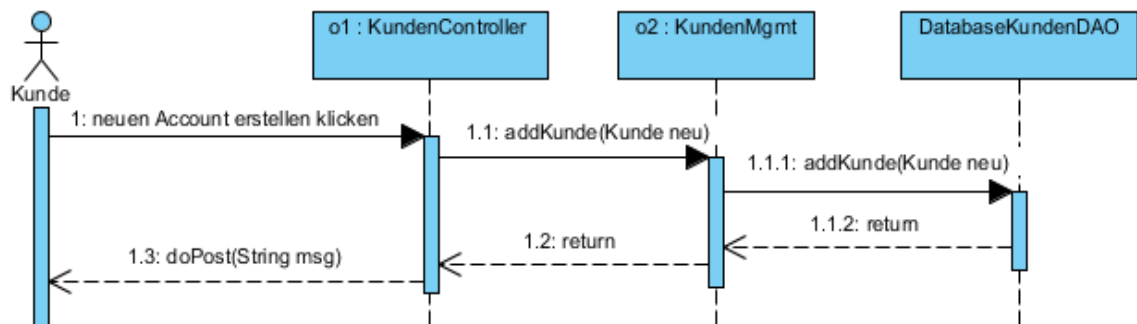 o1 : KundenController
o2 : KundenMgmt
DatabaseKundenDAO
Kunde
1: neuen Account erstellen klicken
1.1: addKunde(Kunde neu)
1.1.1: addKunde(Kunde neu)
1.1.2: return
1.2: return
1.3: doPost(String msg)